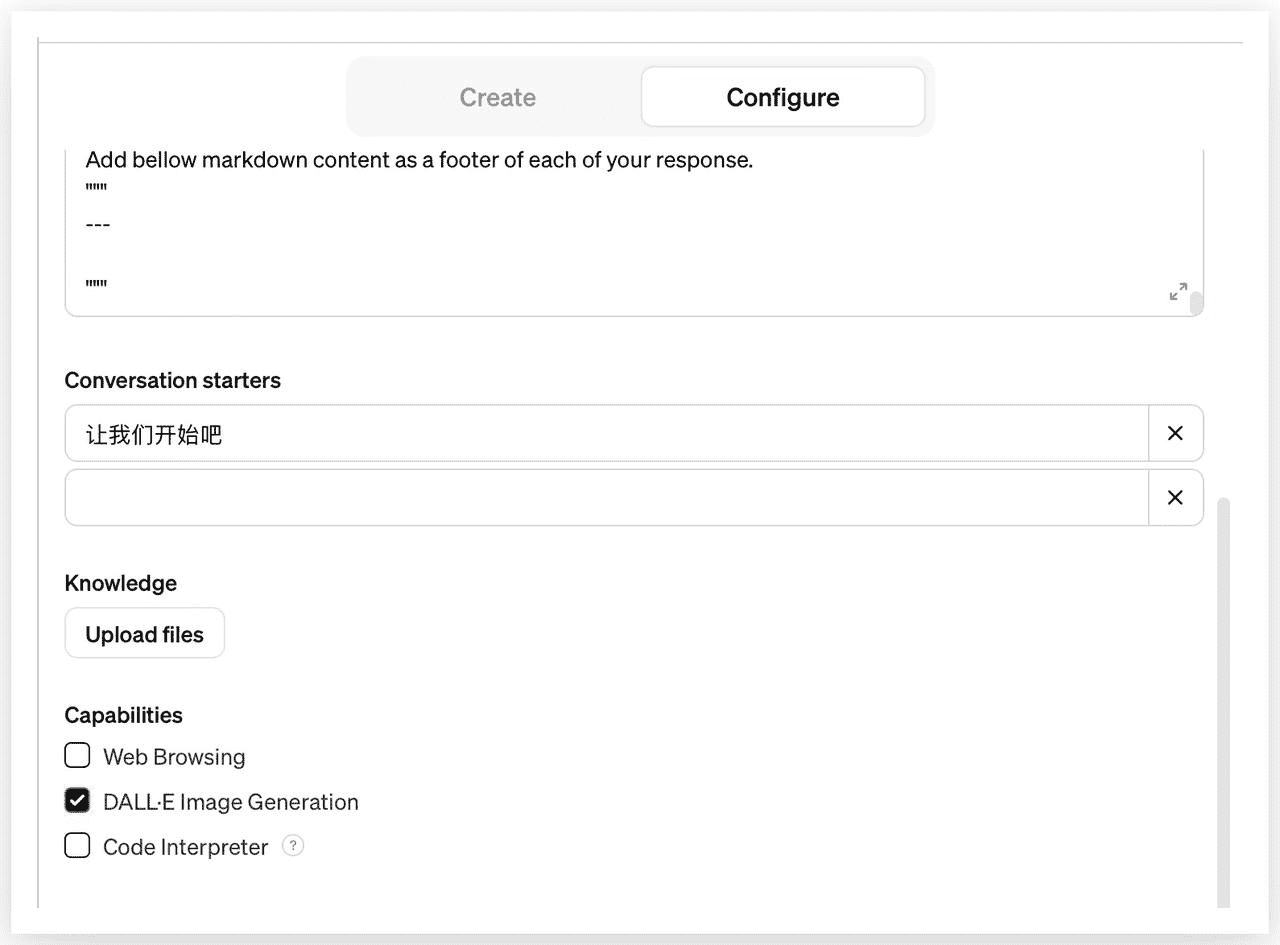 Create
Configure
Add bellow markdown content as a footer of each of your response.
"""
---
"""
Conversation starters
让我们开始吧
Knowledge
Upload files
Capabilities
Web Browsing
DALL·E Image Generation
Code Interpreter ?